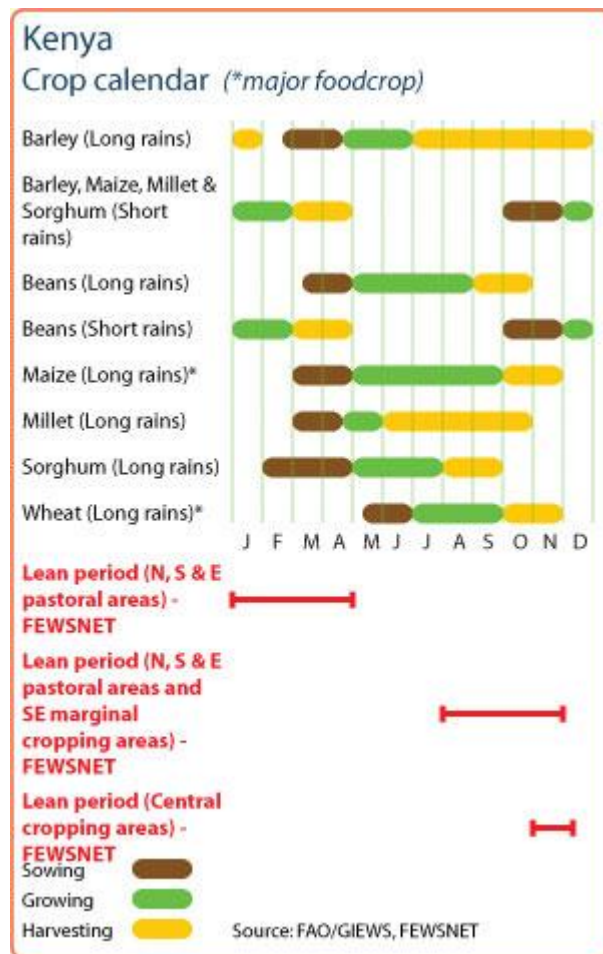 Kenya
Crop calendar (*major foodcrop)
Barley (Long rains)
Barley, Maize, Millet &
Sorghum (Short
rains)
Beans (Long rains)
Beans (Short rains)
Maize (Long rains)*
Millet (Long rains)
Sorghum (Long rains)
Wheat (Long rains)*
J F M A M J J A S O N D
Lean period (N, S & E
pastoral areas) -
FEWSNET
Lean period (N, S & E
pastoral areas and
SE marginal
cropping areas) -
FEWSNET
Lean period (Central
cropping areas) -
FEWSNET
Sowing
Growing
Harvesting
Source: FAO/GIEWS, FEWSNET